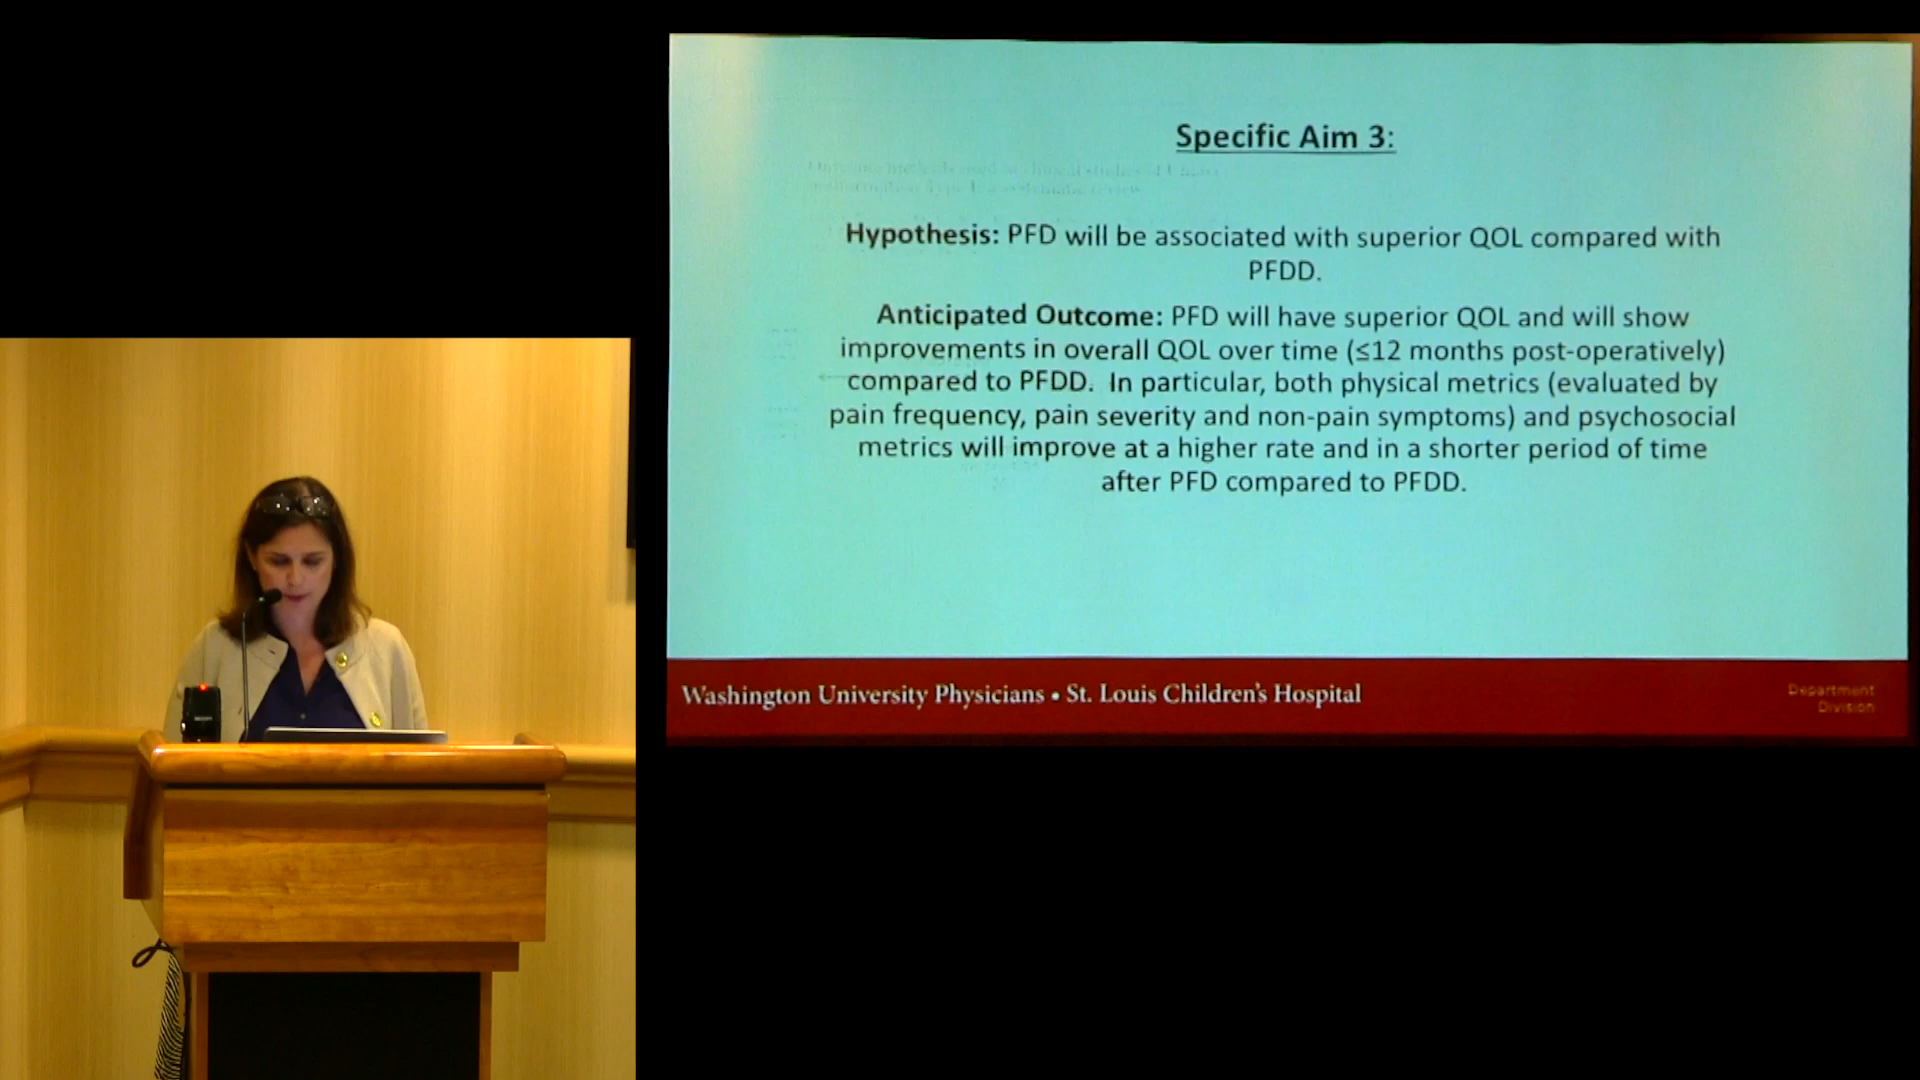 Specific Aim 3:
Hypothesis: PFD will be associated with superior QOL compared with
PFDD.
Anticipated Outcome: PFD will have superior QOL and will show
improvements in overall QOL over time (≤12 months post-operatively)
compared to PFDD. In particular, both physical metrics (evaluated by
pain frequency, pain severity and non-pain symptoms) and psychosocial
metrics will improve at a higher rate and in a shorter period of time
after PFD compared to PFDD.
Washington University Physicians • St. Louis Children's Hospital
Department
Division